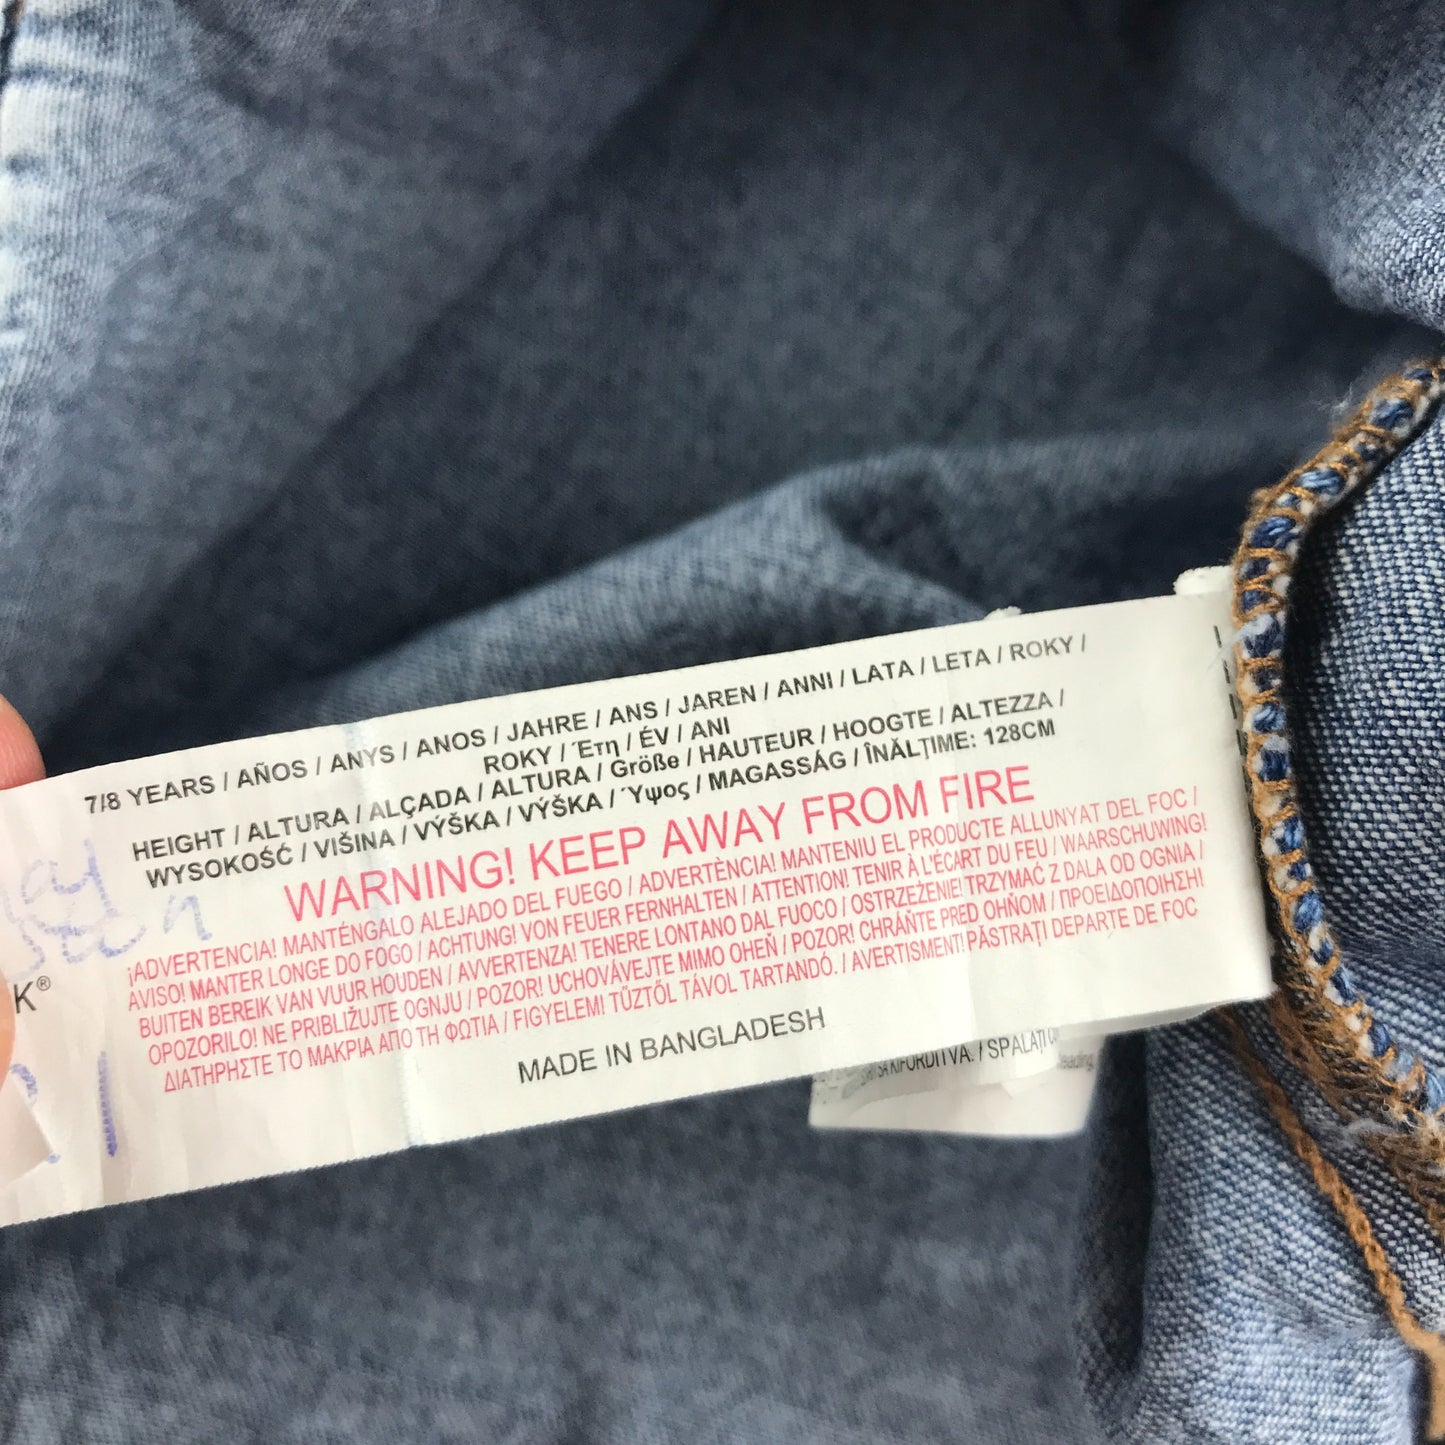 7/8 YEARS / AÑOS / ANYS / ANOS / JAHRE / ANS / JAREN / ANNI / LATA / LETA / ROKY /
ROKY / Έτη / ÉV / ANI
HEIGHT / ALTURA / ALÇADA / ALTURA / Größe / HAUTEUR / HOOGTE / ALTEZZA /
WYSOKOŚĆ / VIŠINA / VÝŠKA / VÝŠKA / Ύψος / MAGASSÁG / ÎNĂLŢIME: 128CM
WARNING! KEEP AWAY FROM FIRE
¡ADVERTENCIA! MANTÉNGALO ALEJADO DEL FUEGO / ADVERTÈNCIA! MANTENIU EL PRODUCTE ALLUNYAT DEL FOC /
AVISO! MANTER LONGE DO FOGO / ACHTUNG! VON FEUER FERNHALTEN / ATTENTION! TENIR À L'ÉCART DU FEU / WAARSCHUWING!
BUITEN BEREIK VAN VUUR HOUDEN / AVVERTENZA! TENERE LONTANO DAL FUOCO / OSTRZEŻENIE! TRZYMAĆ Z DALA OD OGNIA /
OPOZORILO! NE PRIBLIŽUJTE OGNJU / POZOR! UCHOVÁVEJTE MIMO OHEŇ / POZOR! CHRÁŇTE PRED OHŇOM / ΠΡΟΕΙΔΟΠΟΙΗΣΗ!
ΔΙΑΤΗΡΗΣΤΕ ΤΟ ΜΑΚΡΙΑ ΑΠΟ ΤΗ ΦΩΤΙΑ / FIGYELEM! TŰZTŐL TÁVOL TARTANDÓ. / AVERTISMENT! PĂSTRAŢI DEPARTE DE FOC
MADE IN BANGLADESH
K®
KIFORDÍTVA. / SPALAŢI